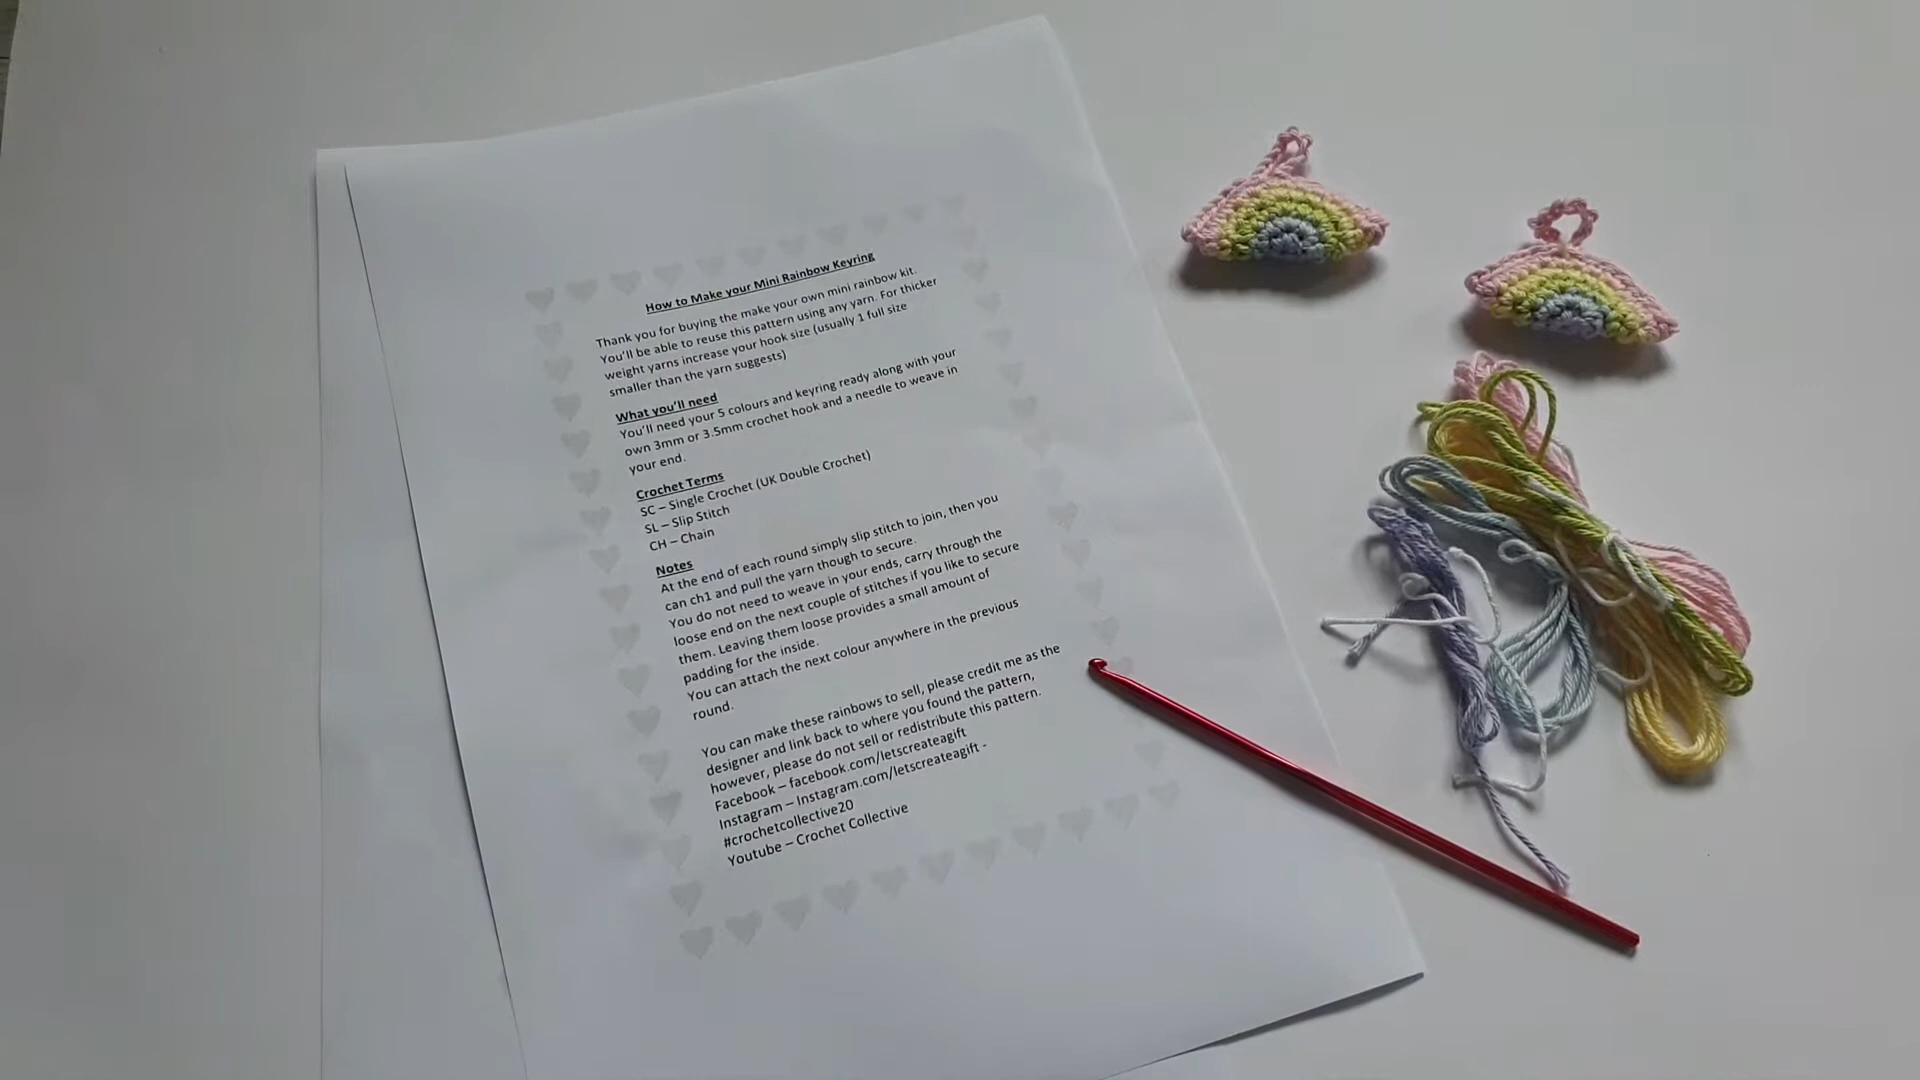 How to Make your Mini Rainbow Keyring
Thank you for buying the make your own mini rainbow kit.
You'll be able to reuse this pattern using any yarn. For thicker
weight yarns increase your hook size (usually 1 full size
smaller than the yarn suggests)
What you'll need
You'll need your 5 colours and keyring ready along with your
own 3mm or 3.5mm crochet hook and a needle to weave in
your end.
Crochet Terms
SC – Single Crochet (UK Double Crochet)
SL – Slip Stitch
CH – Chain
Notes
At the end of each round simply slip stitch to join, then you
can ch1 and pull the yarn though to secure.
You do not need to weave in your ends, carry through the
loose end on the next couple of stitches if you like to secure
them. Leaving them loose provides a small amount of
padding for the inside.
You can attach the next colour anywhere in the previous
round.
You can make these rainbows to sell, please credit me as the
designer and link back to where you found the pattern,
however, please do not sell or redistribute this pattern.
Facebook – facebook.com/letscreateagift
Instagram – Instagram.com/letscreateagift -
#crochetcollective20
Youtube – Crochet Collective